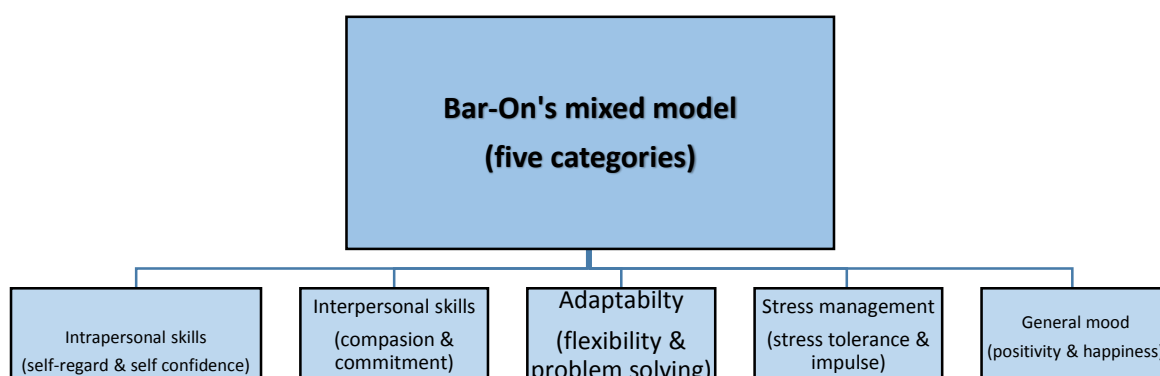 Bar-On's mixed model
(five categories)
Intrapersonal skills
(self-regard & self confidence)
Interpersonal skills
(compasion &
commitment)
Adaptabilty
(flexibility &
problem solving)
Stress management
(stress tolerance &
impulse)
General mood
(positivity & happiness)